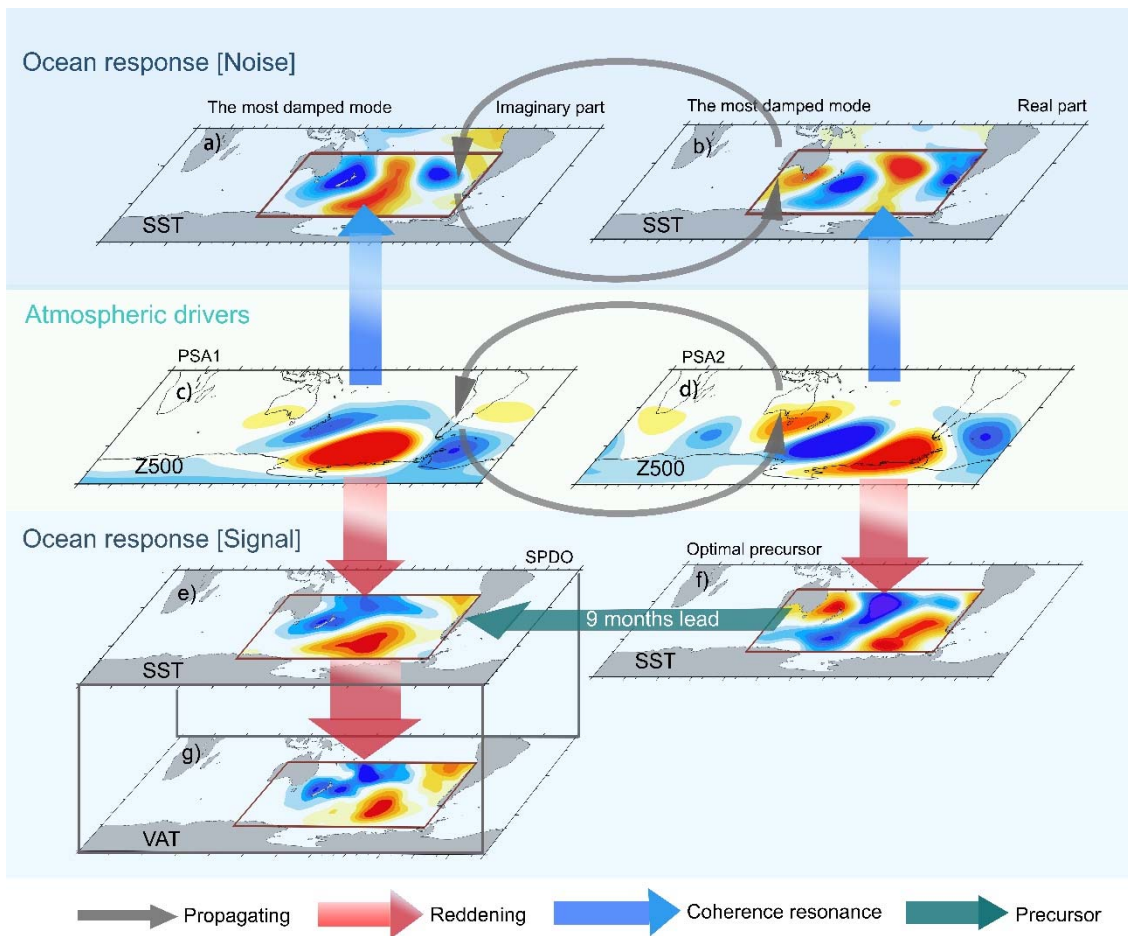 Ocean response [Noise]
The most damped mode
Imaginary part
The most damped mode
Real part
a)
b)
SST
SST
Atmospheric drivers
PSA1
PSA2
c)
d)
Z500
Z500
Ocean response [Signal]
SPDO
Optimal precursor
e)
f)
9 months lead
SST
SST
g)
VAT
Propagating
Reddening
Coherence resonance
Precursor